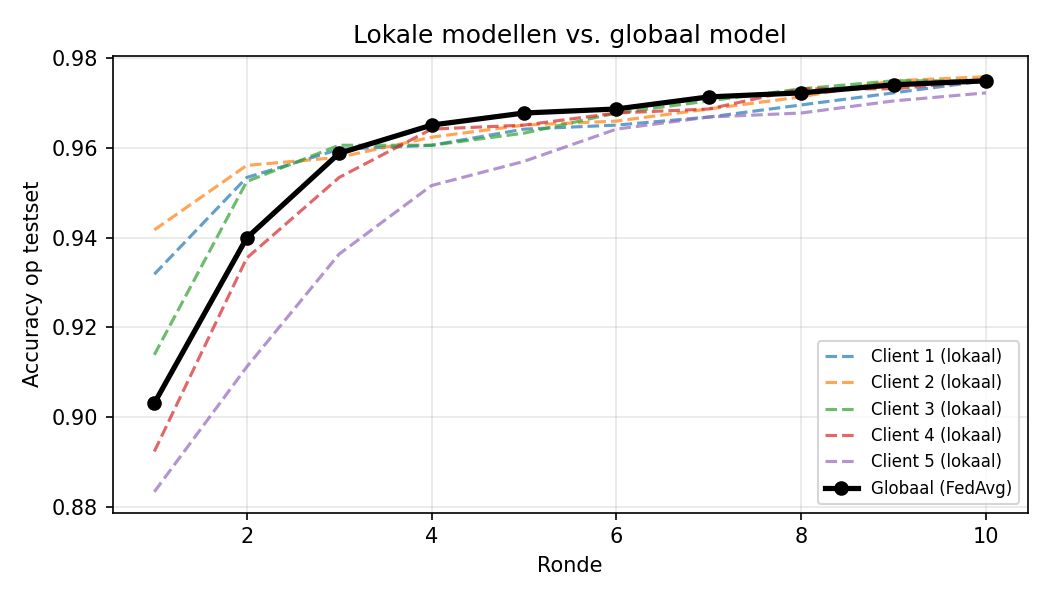 Lokale modellen vs. globaal model
Accuracy op testset
0.98
0.96
0.94
0.92
0.90
0.88
2
4
6
8
10
Ronde
Client 1 (lokaal)
Client 2 (lokaal)
Client 3 (lokaal)
Client 4 (lokaal)
Client 5 (lokaal)
Globaal (FedAvg)